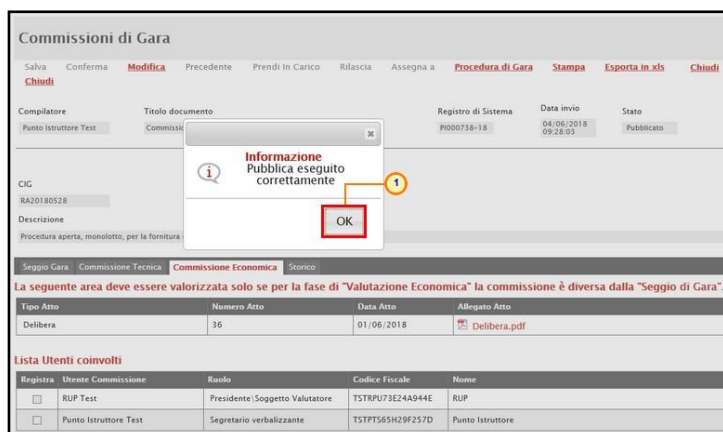 Commissioni di Gara
Salva Conferma Modifica Precedente Prendi In Carico Rilascia Assegna a Procedura di Gara Stampa Esporta in xls Chiudi
Chiudi
Compilatore Titolo documento Registro di Sistema Data invio Stato
Punto Istruttore Test Commissio PI000738-18 04/06/2018 09:28:03 Pubblicato
Informazione
Pubblica eseguito
correttamente
1
OK
CIG
RA20180528
Descrizione
Procedura aperta, monolotto, per la fornitura
Seggio Gara Commissione Tecnica Commissione Economica Storico
La seguente area deve essere valorizzata solo se per la fase di "Valutazione Economica" la commissione è diversa dalla "Seggio di Gara".
Tipo Atto Numero Atto Data Atto Allegato Atto
Delibera 36 01/06/2018 Delibera.pdf
Lista Utenti coinvolti
Registra Utente Commissione Ruolo Codice Fiscale Nome
RUP Test Presidente\Soggetto Valutatore TSTRPU73E24A944E RUP
Punto Istruttore Test Segretario verbalizzante TSTPTS65H29F257D Punto Istruttore